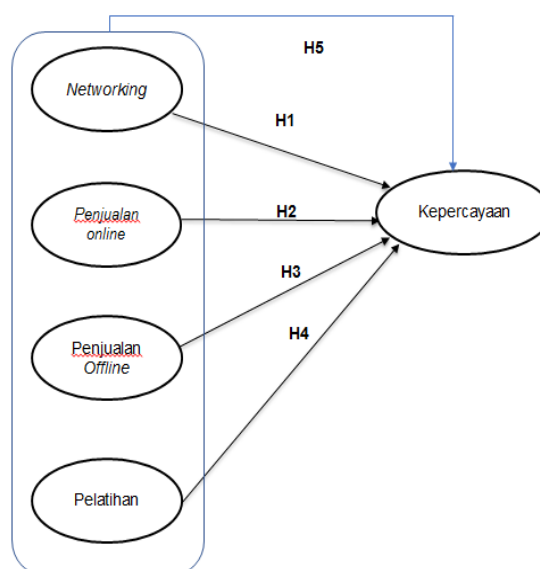 H5
Networking
H1
Penjualan
online
H2
Kepercayaan
H3
Penjualan
Offline
H4
Pelatihan